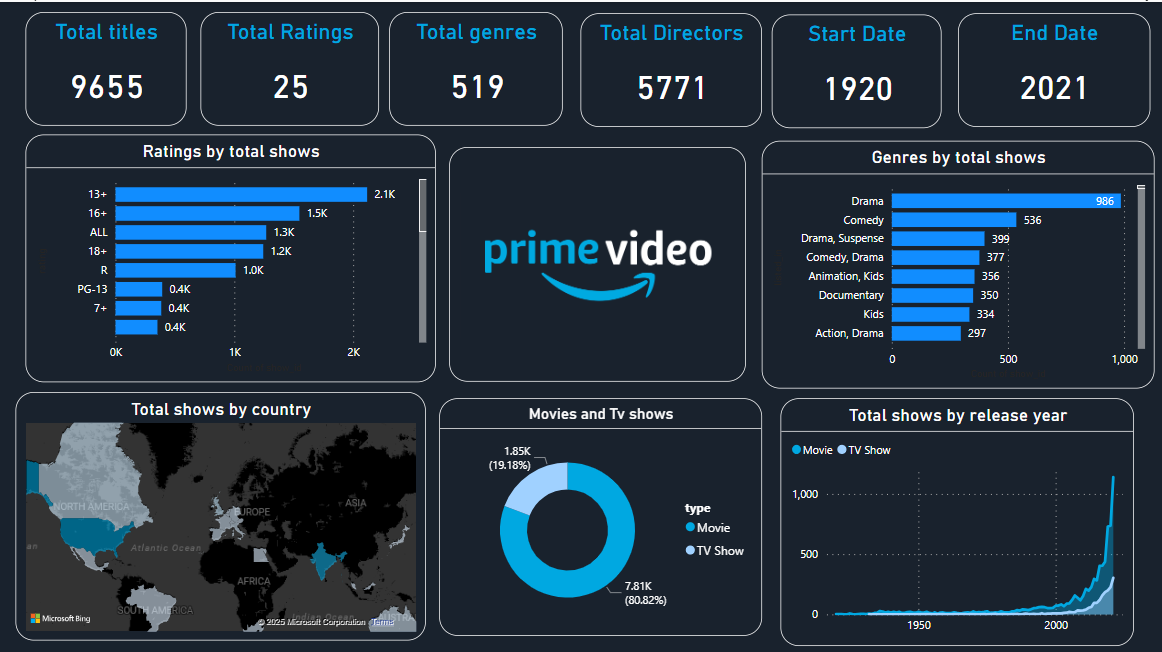 Total titles
9655
Total Ratings
25
Total genres
519
Total Directors
5771
Start Date
1920
End Date
2021
Ratings by total shows
13+ 2.1K
16+ 1.5K
ALL 1.3K
18+ 1.2K
R 1.0K
PG-13 0.4K
7+ 0.4K
0.4K
0K 1K 2K
prime video
Genres by total shows
Drama 986
Comedy 536
Drama, Suspense 399
Comedy, Drama 377
Animation, Kids 356
Documentary 350
Kids 334
Action, Drama 297
0 500 1,000
Total shows by country
NORTH AMERICA
EUROPE
ASIA
an
Atlantic Ocean
AFRICA
SOUTH AMERICA
Indian Ocean
AUSTRA
Microsoft Bing
© 2025 Microsoft Corporation Terms
Movies and Tv shows
1.85K
(19.18%)
7.81K
(80.82%)
type
Movie
TV Show
Total shows by release year
Movie TV Show
1,000
500
0
1950 2000